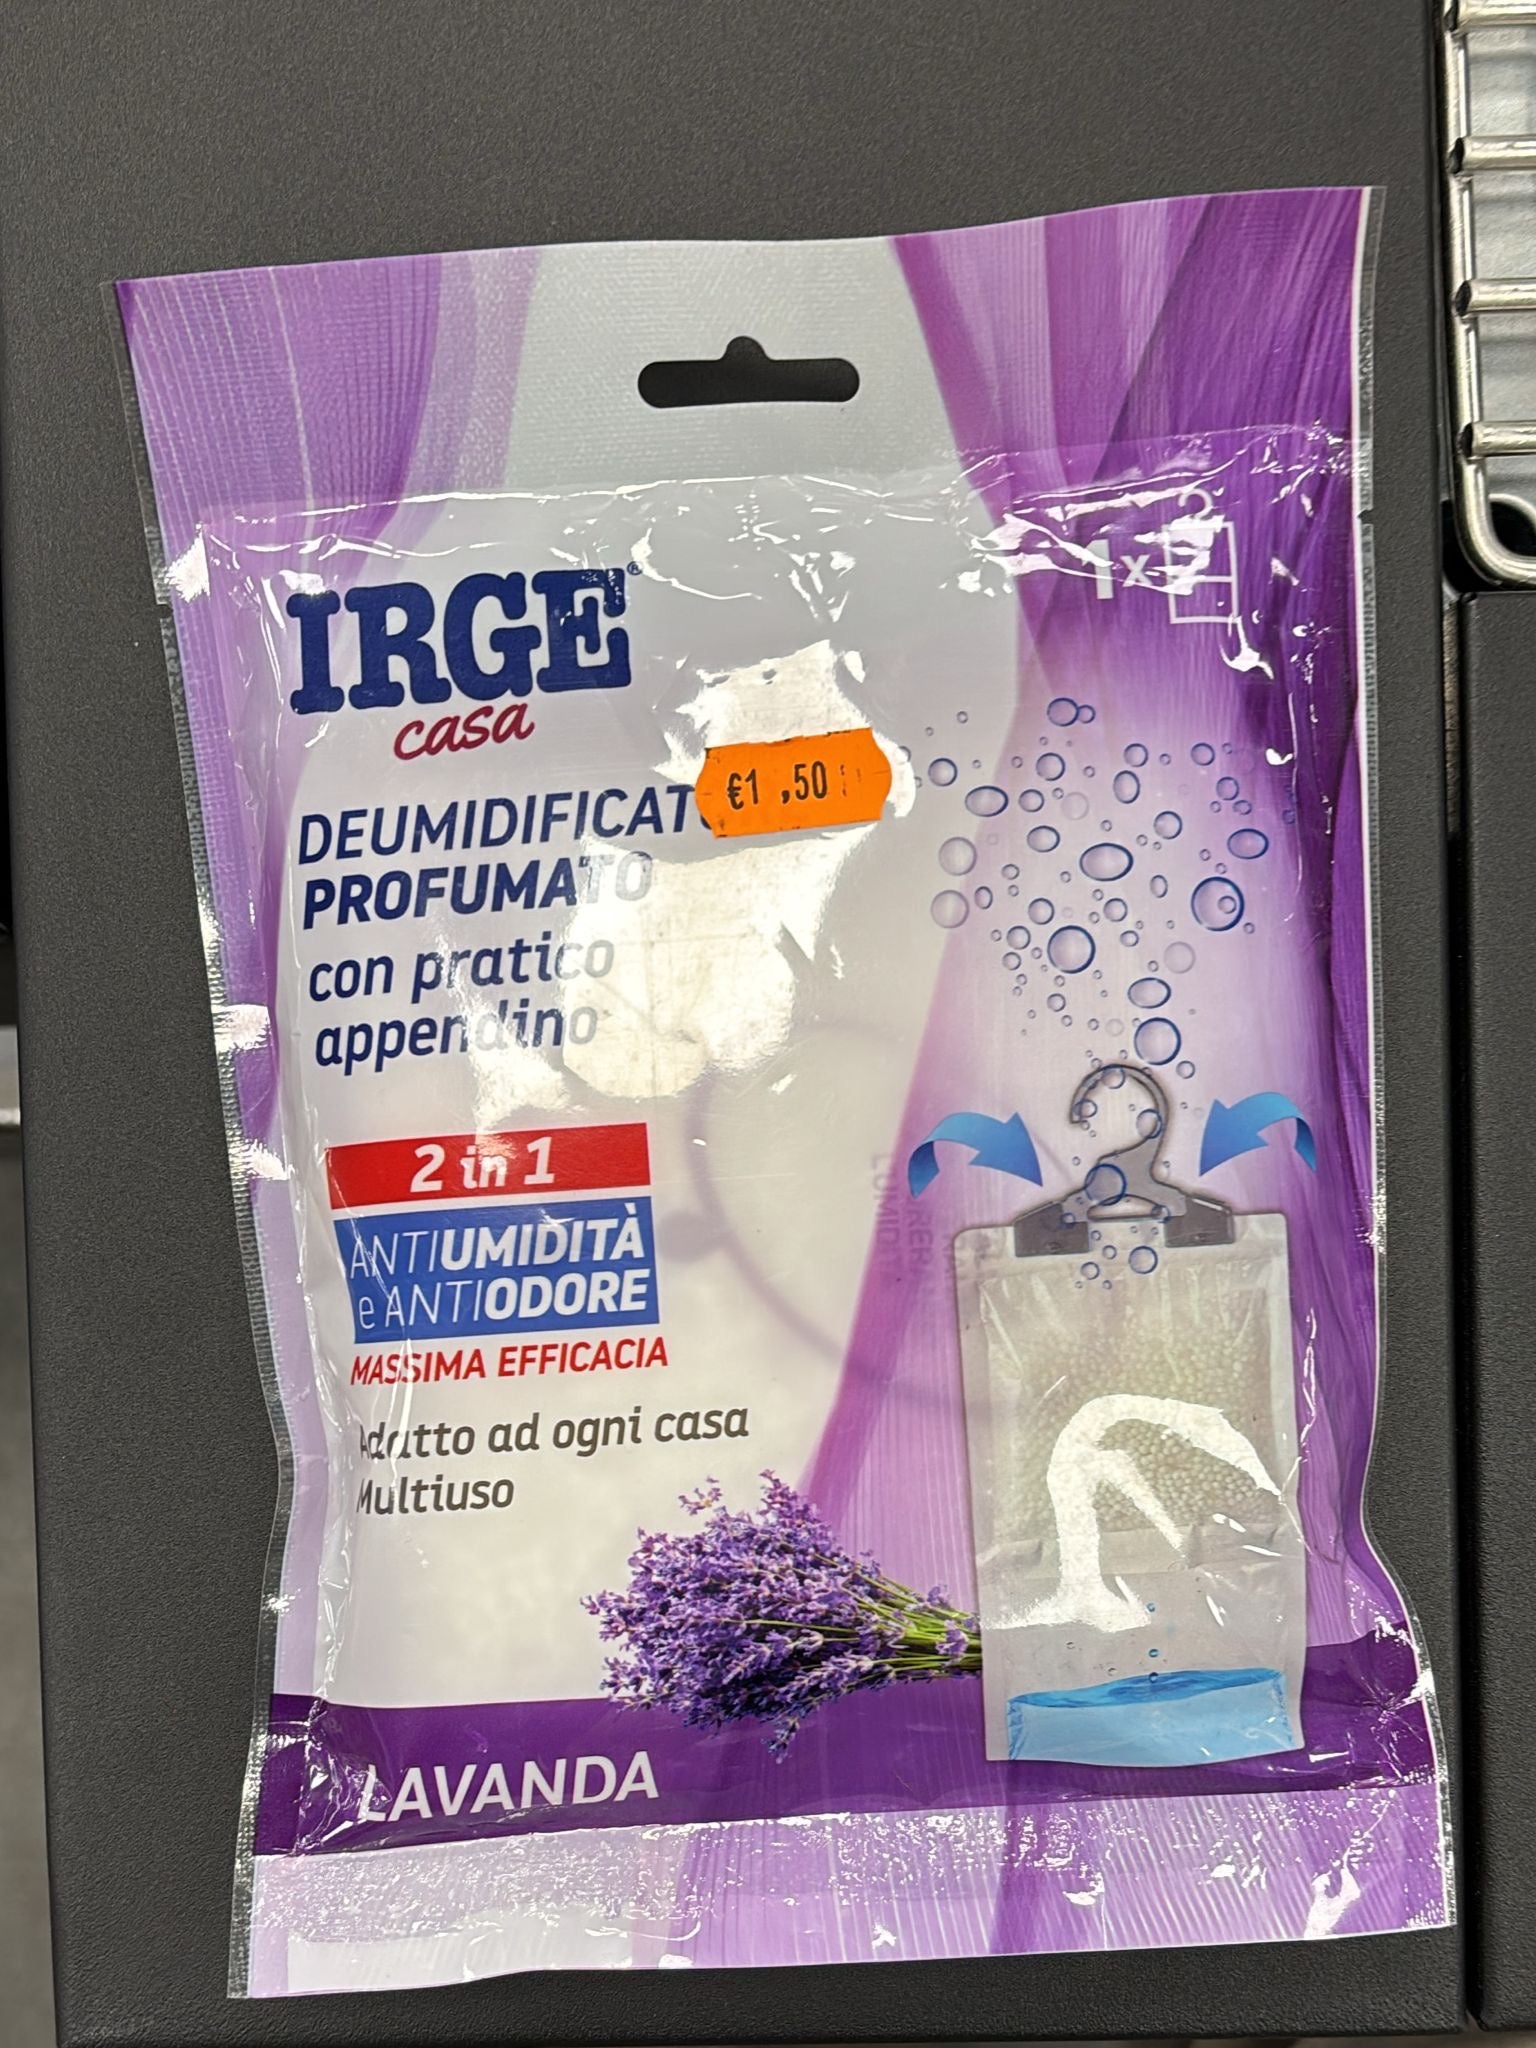 IRGE®
casa
€1,50
DEUMIDIFICAT
PROFUMATO
con pratico
appendino
1x
2 in 1
ANTIUMIDITÀ
e ANTIODORE
MASSIMA EFFICACIA
Adatto ad ogni casa
Multiuso
LAVANDA